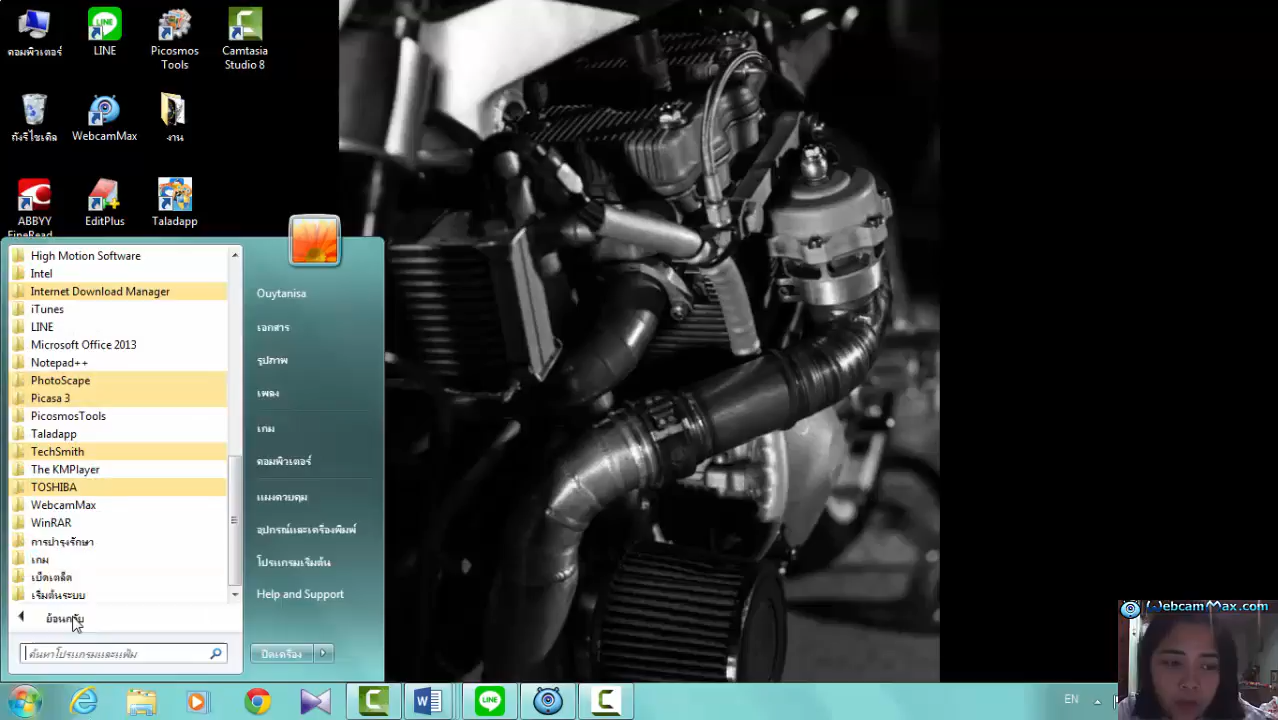 คอมพิวเตอร์
LINE
Picosmos
Tools
Camtasia
Studio 8
ถังรีไซเคิล
WebcamMax
งาน
ABBYY
FineRead...
EditPlus
Taladapp
High Motion Software
Intel
Internet Download Manager
iTunes
LINE
Microsoft Office 2013
Notepad++
PhotoScape
Picasa 3
PicosmosTools
Taladapp
TechSmith
The KMPlayer
TOSHIBA
WebcamMax
WinRAR
การบำรุงรักษา
เกม
เบ็ดเตล็ด
เริ่มต้นระบบ
ย้อนกลับ
ค้นหาโปรแกรมและแฟ้ม
Ouytanisa
เอกสาร
รูปภาพ
เพลง
เกม
คอมพิวเตอร์
แผงควบคุม
อุปกรณ์และเครื่องพิมพ์
โปรแกรมเริ่มต้น
Help and Support
ปิดเครื่อง
LINE
EN
WebcamMax.com